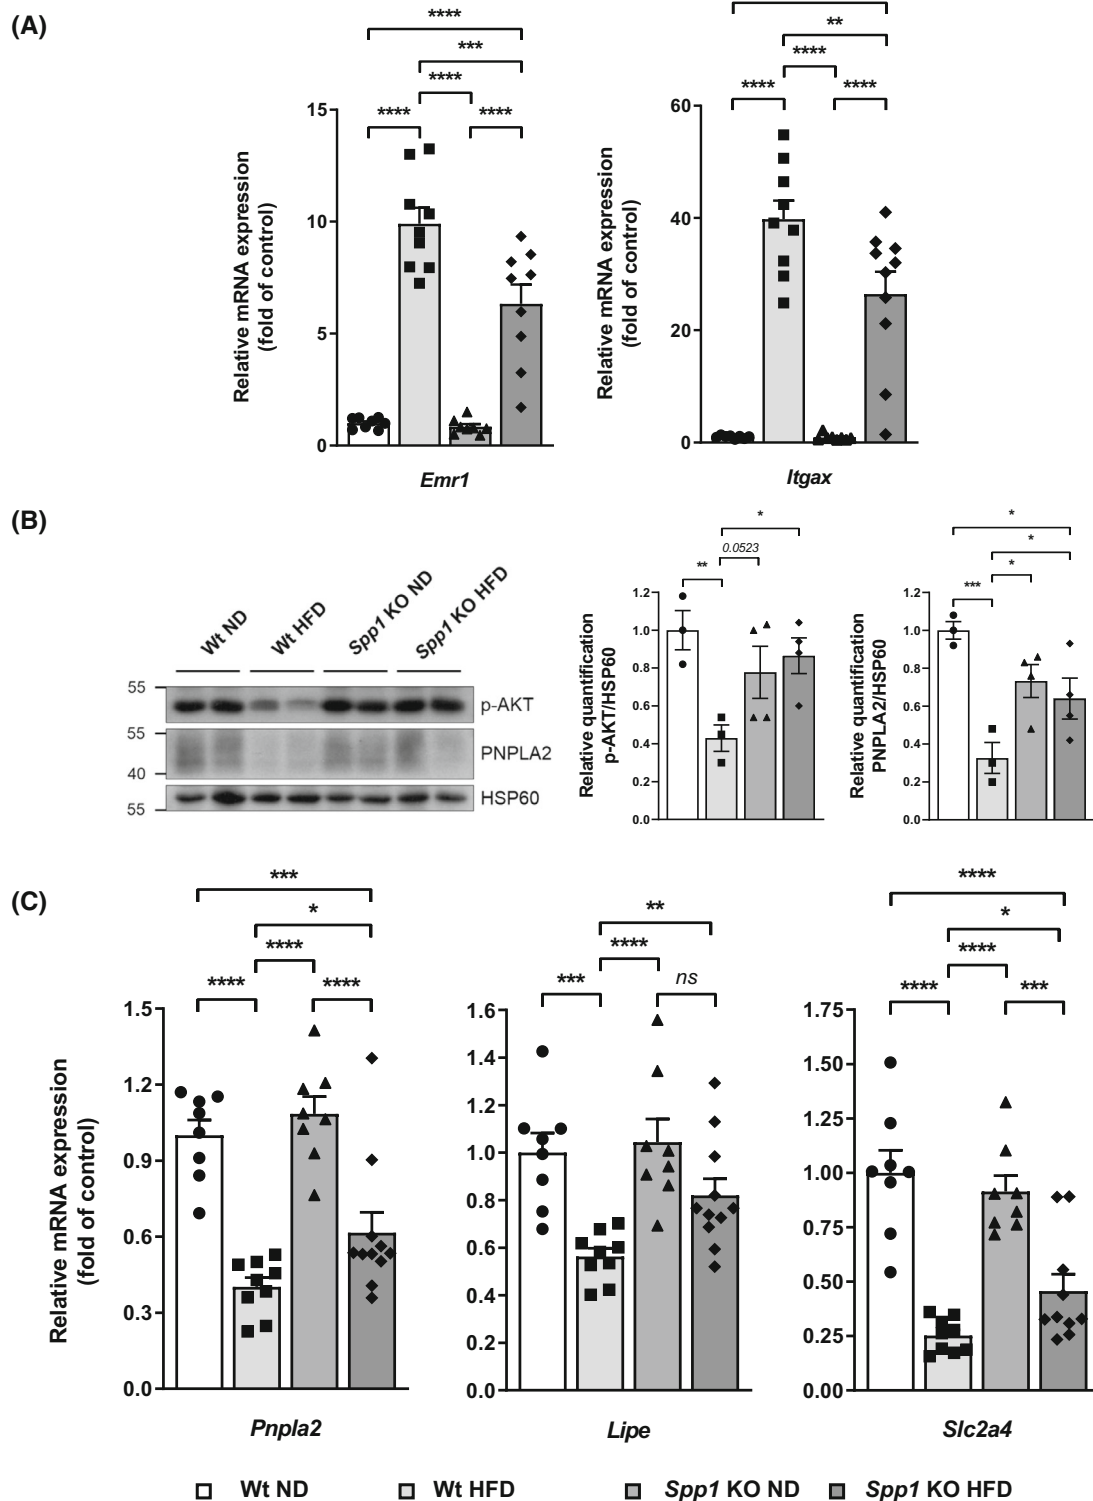 (A)
****
***
****
**** ****
15
10
5
0
Relative mRNA expression
(fold of control)
Emr1
**
****
**** ****
60
40
20
0
Relative mRNA expression
(fold of control)
Itgax
(B)
Wt ND
Wt HFD
Spp1 KO ND
Spp1 KO HFD
55
p-AKT
55
PNPLA2
40
HSP60
55
*
0.0523
**
1.2
1.0
0.8
0.6
0.4
0.2
0.0
Relative quantification
p-AKT/HSP60
*
*
*
***
1.2
1.0
0.8
0.6
0.4
0.2
0.0
Relative quantification
PNPLA2/HSP60
(C)
***
*
****
**** ****
1.5
1.2
0.9
0.6
0.3
0.0
Relative mRNA expression
(fold of control)
Pnpla2
**
****
*** ns
1.6
1.4
1.2
1.0
0.8
0.6
0.4
0.2
0.0
Lipe
****
*
****
**** ***
1.75
1.50
1.25
1.00
0.75
0.50
0.25
0.00
Slc2a4
Wt ND Wt HFD Spp1 KO ND Spp1 KO HFD